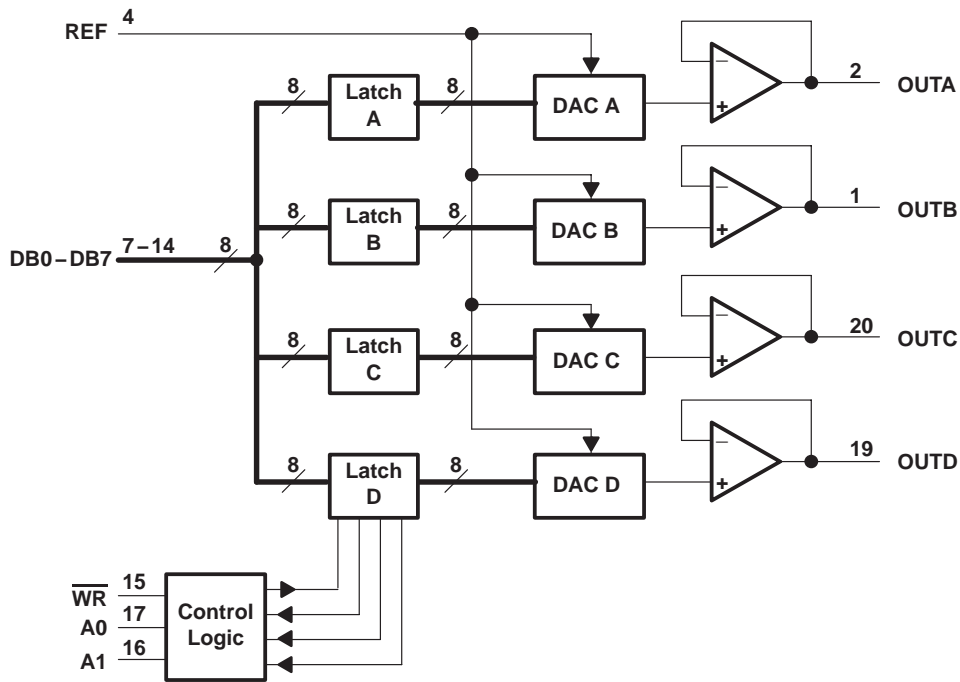 REF 4
8 Latch A 8 DAC A − + 2 OUTA
8 Latch B 8 DAC B − + 1 OUTB
DB0–DB7 7–14 8
8 Latch C 8 DAC C − + 20 OUTC
8 Latch D 8 DAC D − + 19 OUTD
WR 15
A0 17
A1 16
Control
Logic